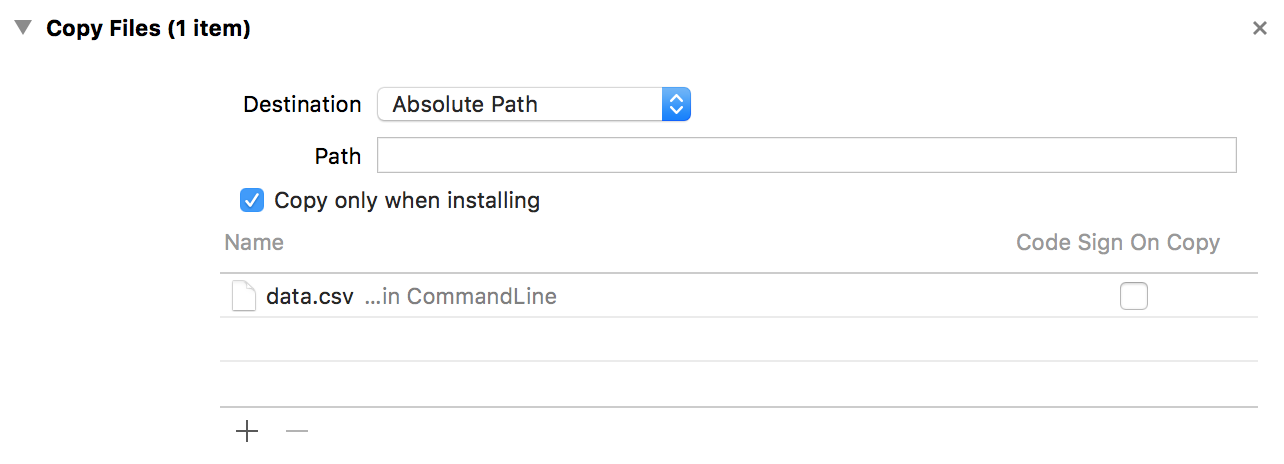 Copy Files (1 item)
Destination Absolute Path
Path
Copy only when installing
Name Code Sign On Copy
data.csv ...in CommandLine